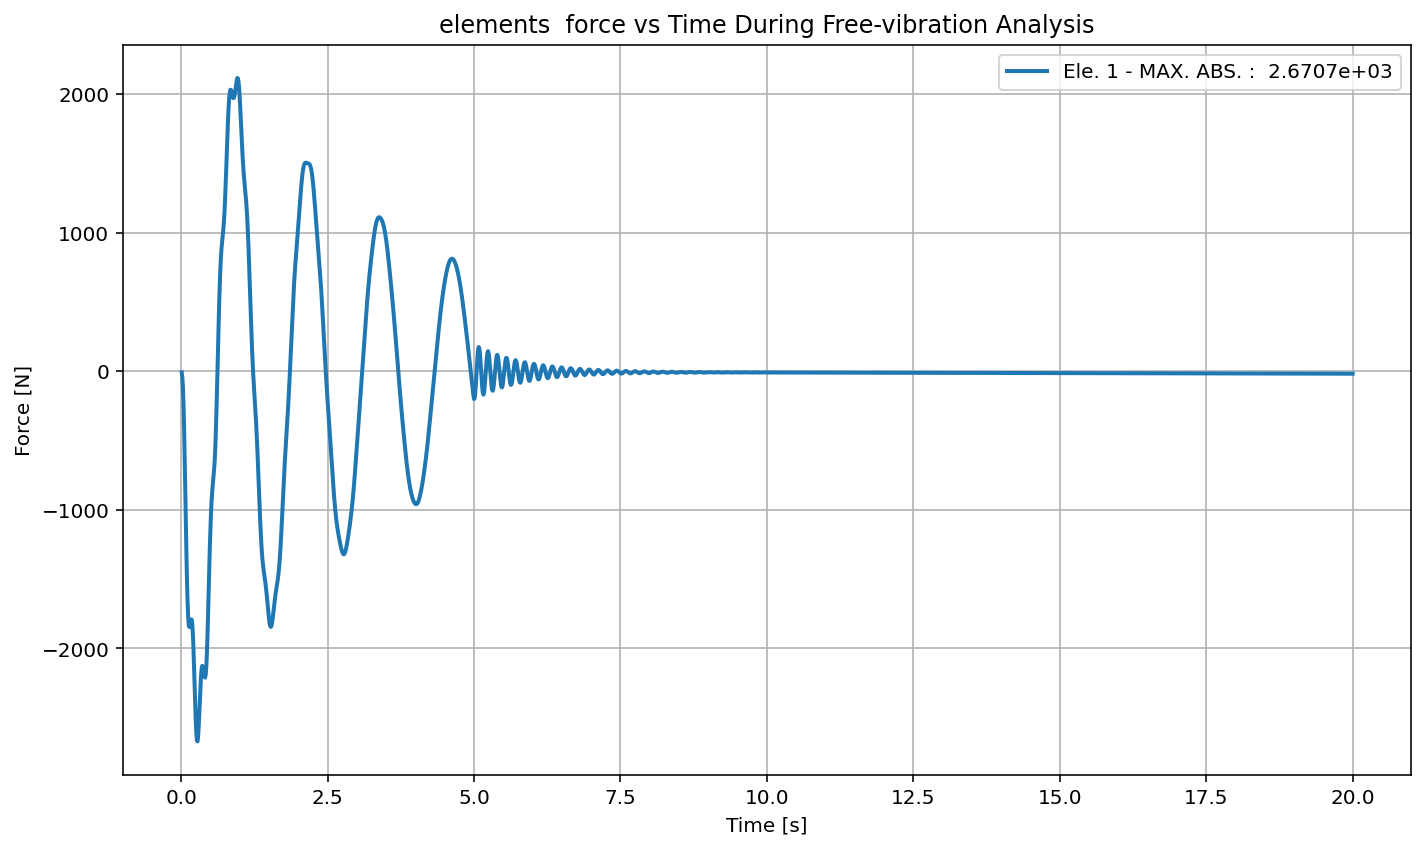 elements  force vs Time During Free-vibration Analysis
Ele. 1 - MAX. ABS. :  2.6707e+03
2000
1000
0
−1000
−2000
Force [N]
0.0 2.5 5.0 7.5 10.0 12.5 15.0 17.5 20.0
Time [s]